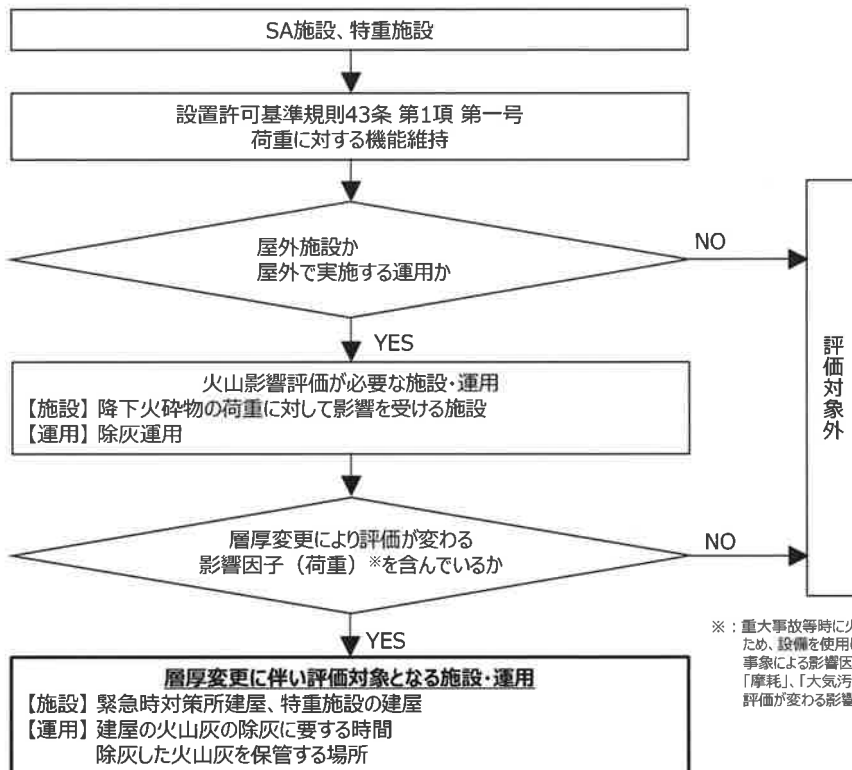 SA施設、特重施設
設置許可基準規則43条 第1項 第一号
荷重に対する機能維持
屋外施設か
屋外で実施する運用か
NO
YES
火山影響評価が必要な施設・運用
【施設】降下火砕物の荷重に対して影響を受ける施設
【運用】除灰運用
層厚変更により評価が変わる
影響因子（荷重）※を含んでいるか
NO
YES
評価対象外
層厚変更に伴い評価対象となる施設・運用
【施設】緊急時対策所建屋、特重施設の建屋
【運用】建屋の火山灰の除灰に要する時間
除灰した火山灰を保管する場所
※：重大事故等時に火
ため、設備を使用
事象による影響因
「摩耗」、「大気汚
評価が変わる影響